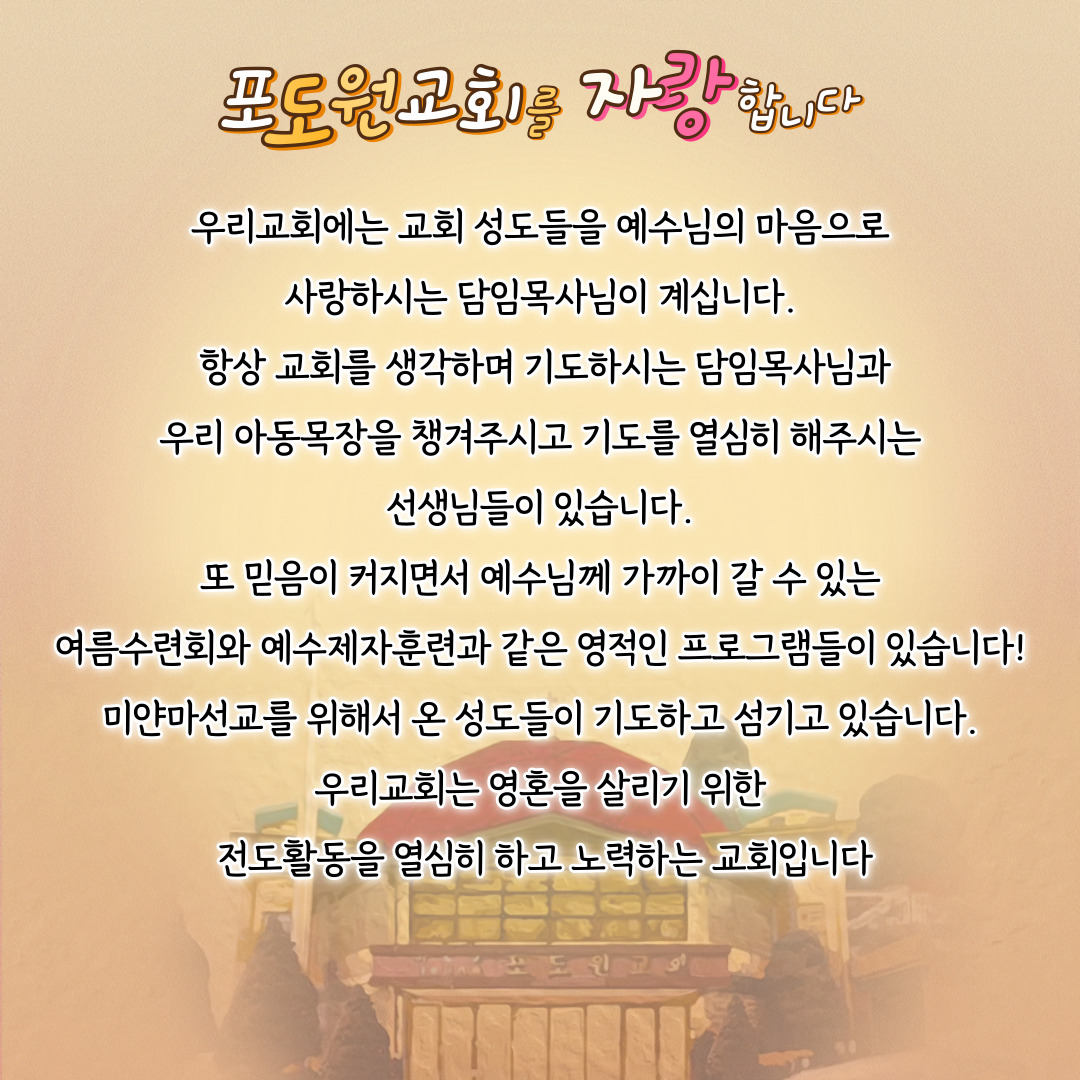 포도원교회를 자랑합니다
우리교회에는 교회 성도들을 예수님의 마음으로
사랑하시는 담임목사님이 계십니다.
항상 교회를 생각하며 기도하시는 담임목사님과
우리 아동목장을 챙겨주시고 기도를 열심히 해주시는
선생님들이 있습니다.
또 믿음이 커지면서 예수님께 가까이 갈 수 있는
여름수련회와 예수제자훈련과 같은 영적인 프로그램들이 있습니다!
미얀마선교를 위해서 온 성도들이 기도하고 섬기고 있습니다.
우리교회는 영혼을 살리기 위한
전도활동을 열심히 하고 노력하는 교회입니다
포도원교회